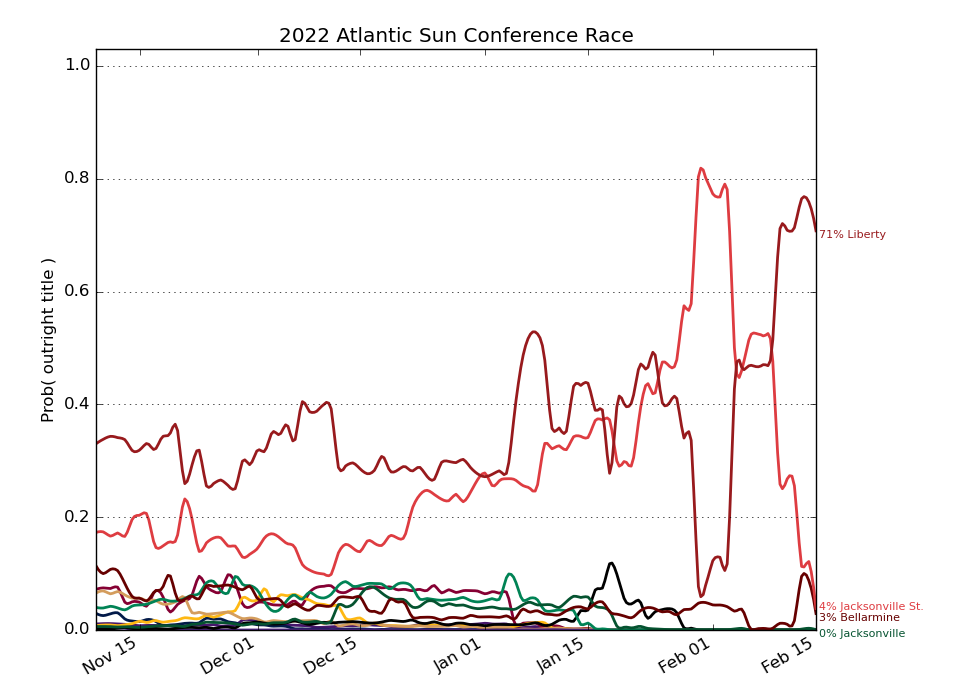 2022 Atlantic Sun Conference Race
1.0
0.8
0.6
0.4
0.2
0.0
Prob( outright title )
71% Liberty
4% Jacksonville St.
3% Bellarmine
0% Jacksonville
Nov 15
Dec 01
Dec 15
Jan 01
Jan 15
Feb 01
Feb 15